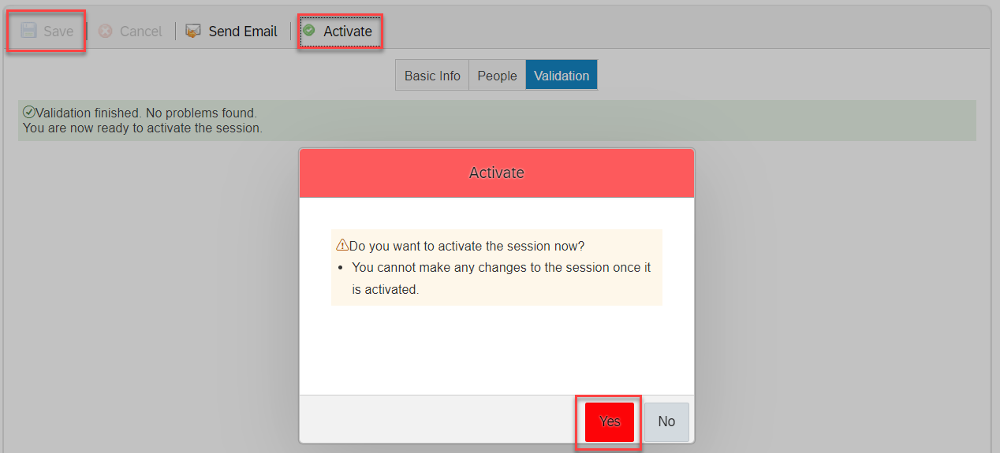 Save Cancel Send Email Activate
Basic Info People Validation
Validation finished. No problems found.
You are now ready to activate the session.
Activate
Do you want to activate the session now?
• You cannot make any changes to the session once it
is activated.
Yes No